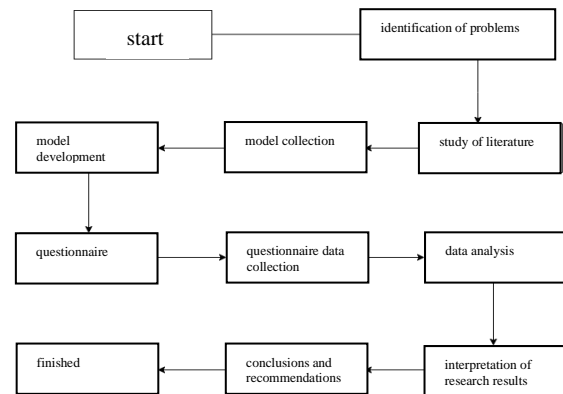 start
identification of problems
study of literature
model collection
model
development
questionnaire
questionnaire data
collection
data analysis
interpretation of
research results
conclusions and
recommendations
finished